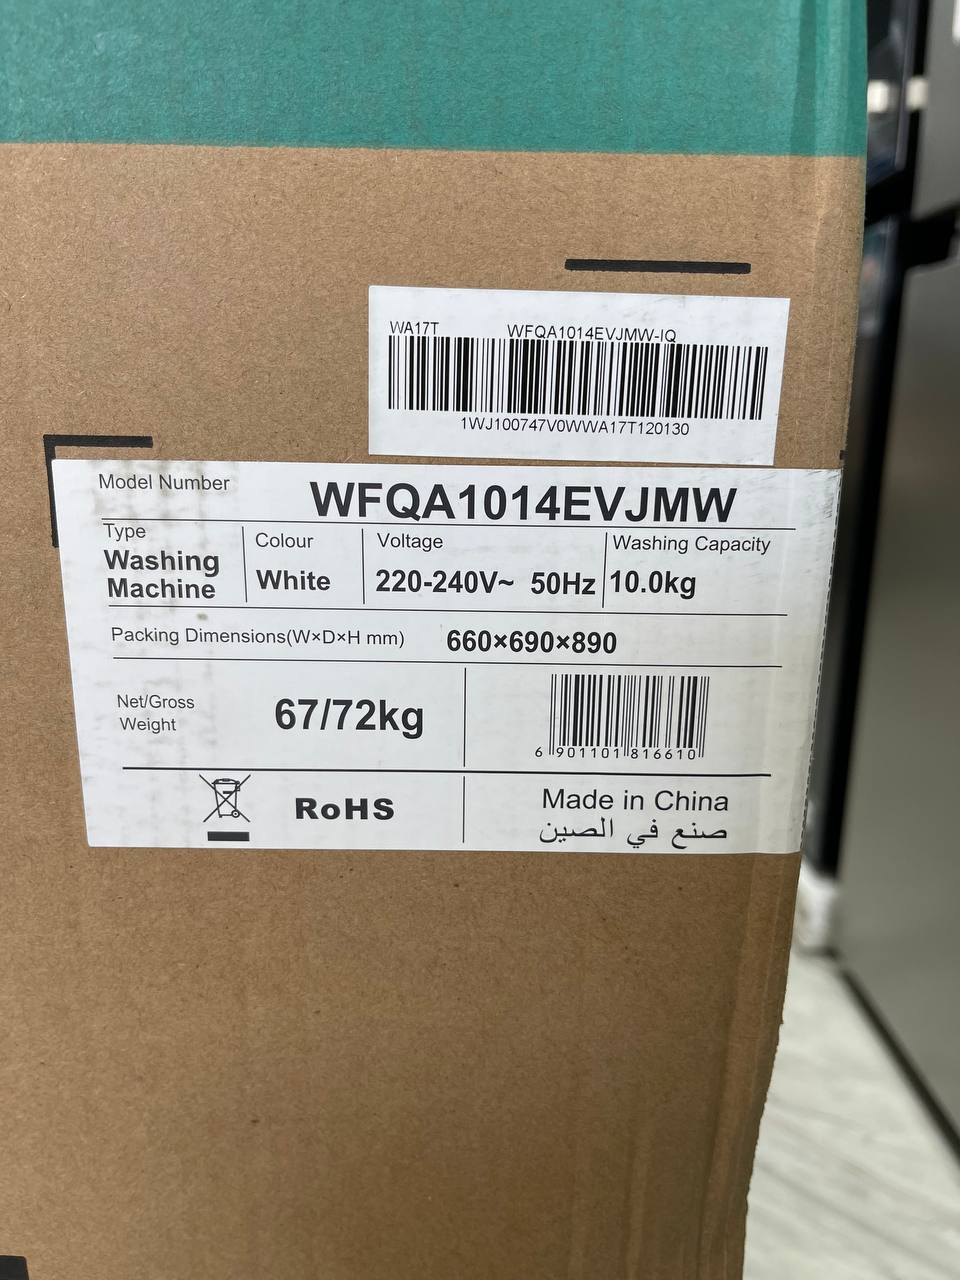 WA17T WFQA1014EVJMW-IQ
1WJ100747V0WWA17T120130
Model Number WFQA1014EVJMW
Type
Washing
Machine
Colour
White
Voltage
220-240V~ 50Hz
Washing Capacity
10.0kg
Packing Dimensions(W×D×H mm) 660×690×890
Net/Gross
Weight
67/72kg
6 901101 816610
RoHS
Made in China
صنع في الصين